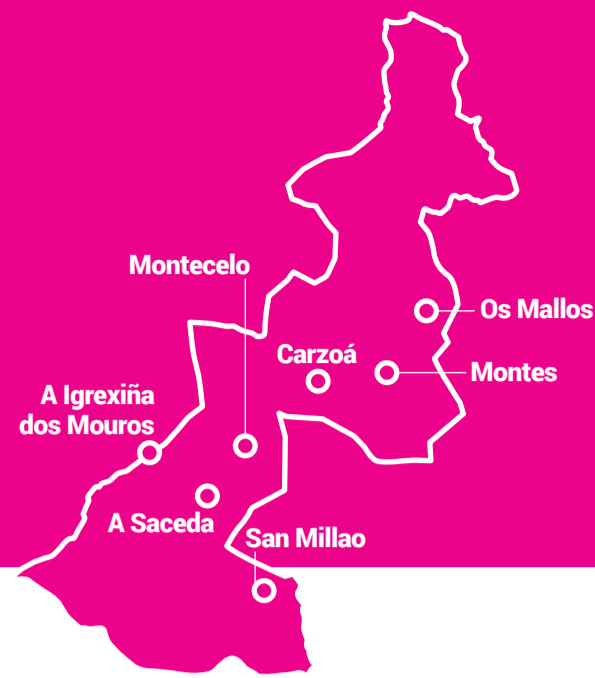 Montecelo
Os Mallos
Carzoá
Montes
A Igrexiña
dos Mouros
A Saceda
San Millao